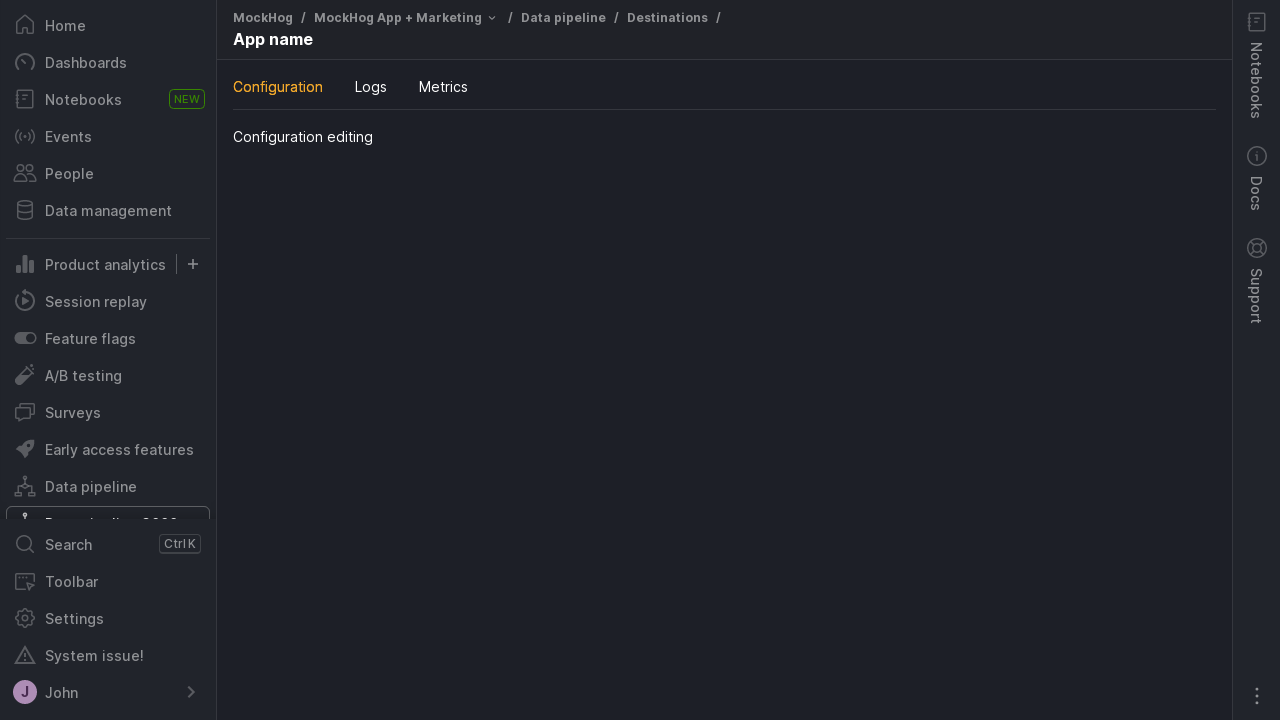 Home
Dashboards
Notebooks NEW
Events
People
Data management
Product analytics
Session replay
Feature flags
A/B testing
Surveys
Early access features
Data pipeline
Search Ctrl K
Toolbar
Settings
System issue!
J John
MockHog / MockHog App + Marketing / Data pipeline / Destinations /
App name
Configuration Logs Metrics
Configuration editing
Notebooks
Docs
Support